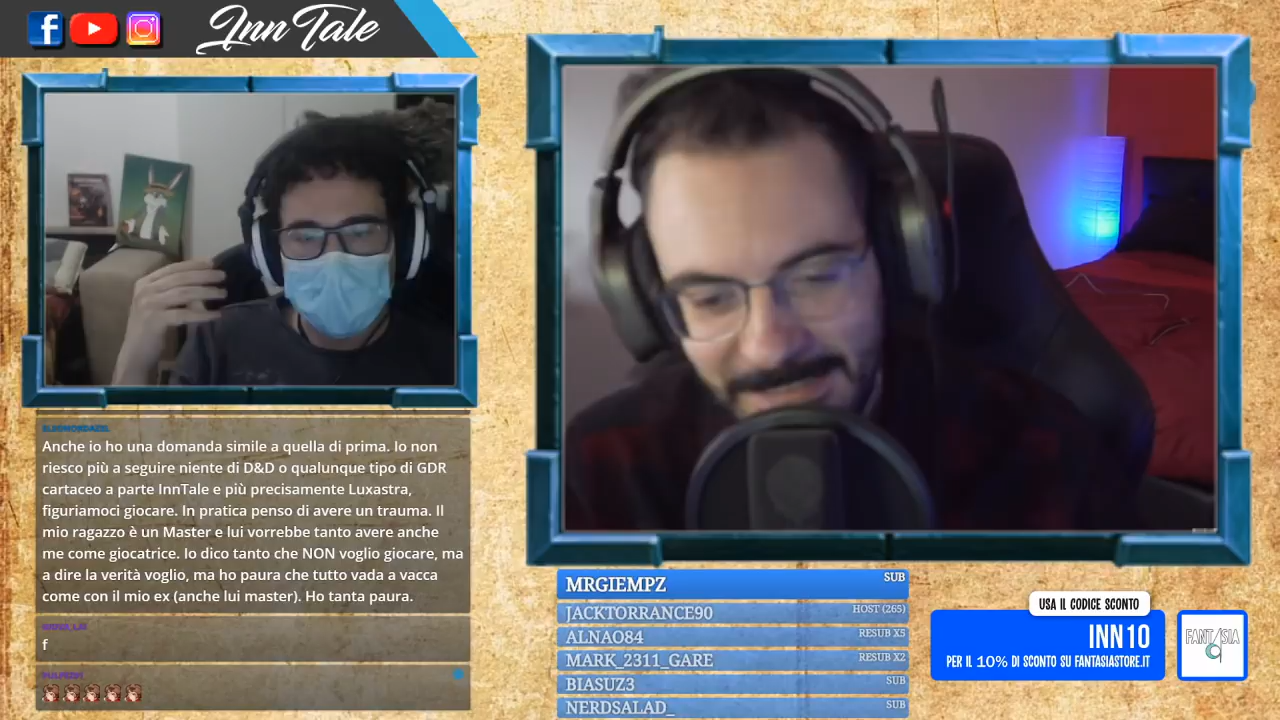 Inn Tale
Anche io ho una domanda simile a quella di prima. Io non
riesco più a seguire niente di D&D o qualunque tipo di GDR
cartaceo a parte InnTale e più precisamente Luxastra,
figuriamoci giocare. In pratica penso di avere un trauma. Il
mio ragazzo è un Master e lui vorrebbe tanto avere anche
me come giocatrice. Io dico tanto che NON voglio giocare, ma
a dire la verità voglio, ma ho paura che tutto vada a vacca
come con il mio ex (anche lui master). Ho tanta paura.
f
MRGIEMPZ SUB
JACKTORRANCE90 HOST (265)
ALNAO84 RESUB X5
MARK_2311_GARE RESUB X2
BIASUZ3 SUB
NERDSALAD_ SUB
USA IL CODICE SCONTO
INN10
PER IL 10% DI SCONTO SU FANTASIASTORE.IT
FANTASIA